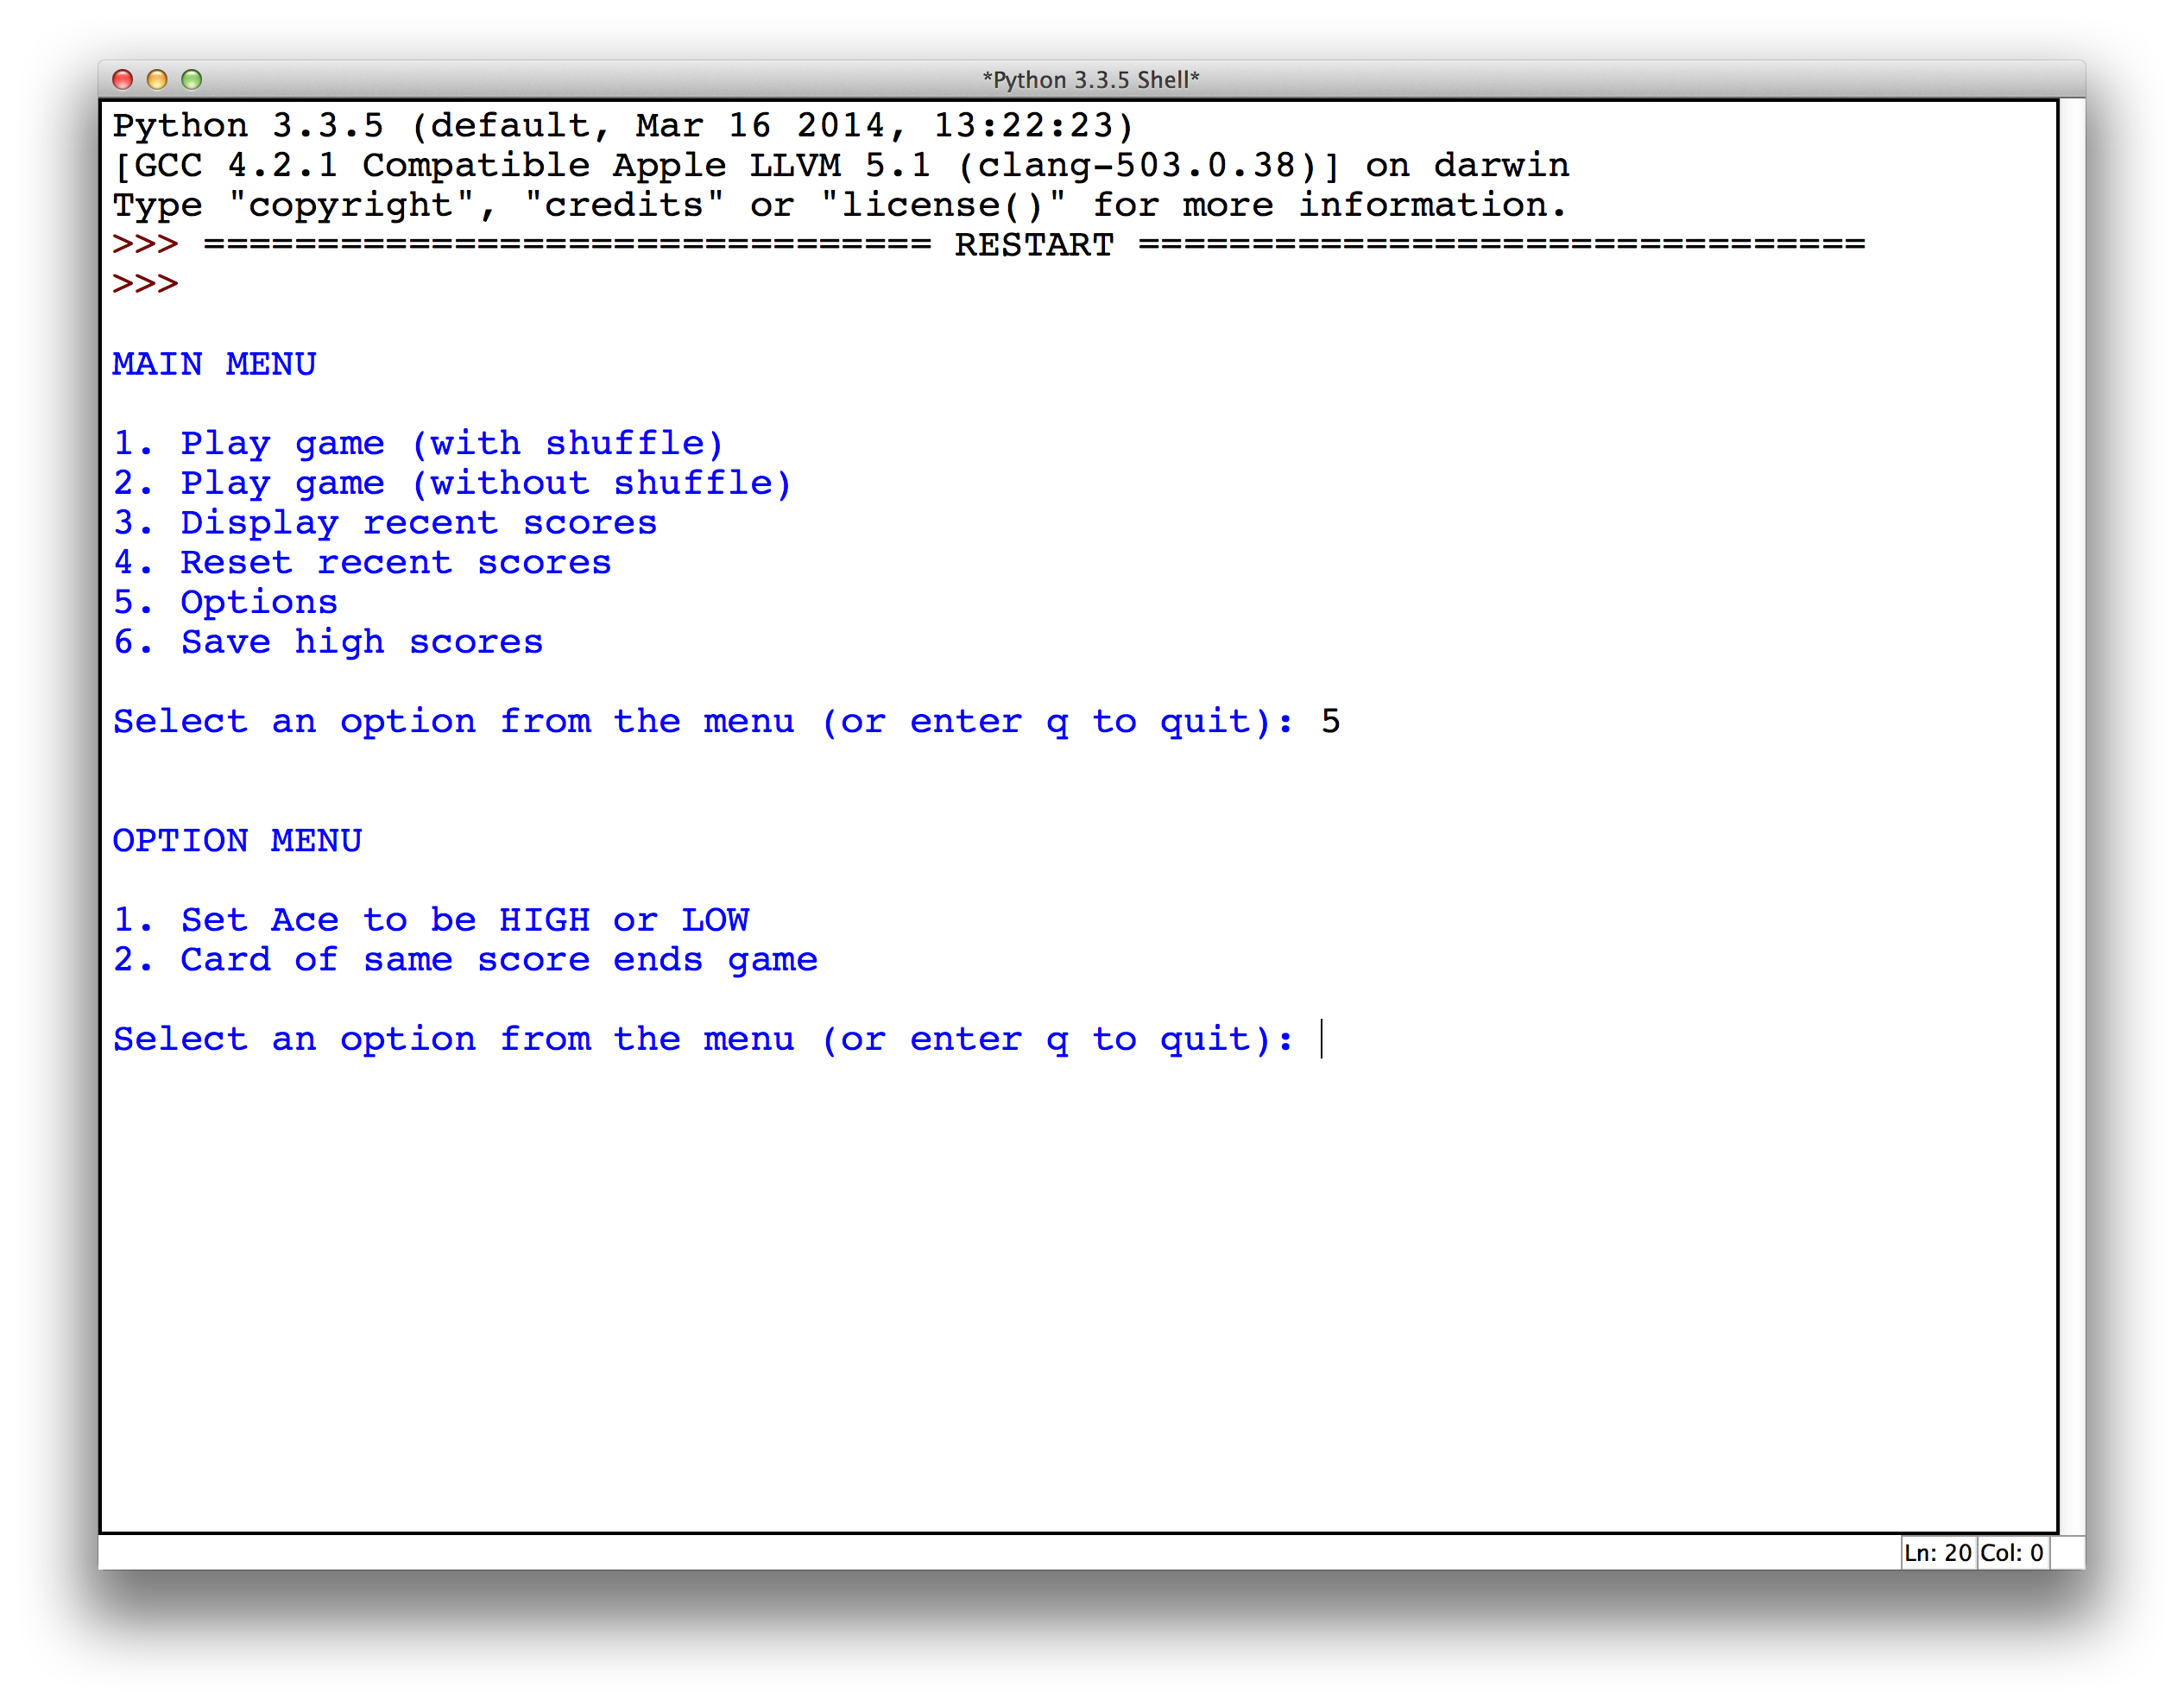 *Python 3.3.5 Shell*
Python 3.3.5 (default, Mar 16 2014, 13:22:23)
[GCC 4.2.1 Compatible Apple LLVM 5.1 (clang-503.0.38)] on darwin
Type "copyright", "credits" or "license()" for more information.
>>> ================================ RESTART ================================
>>>
MAIN MENU
1. Play game (with shuffle)
2. Play game (without shuffle)
3. Display recent scores
4. Reset recent scores
5. Options
6. Save high scores
Select an option from the menu (or enter q to quit): 5
OPTION MENU
1. Set Ace to be HIGH or LOW
2. Card of same score ends game
Select an option from the menu (or enter q to quit):
Ln: 20 Col: 0